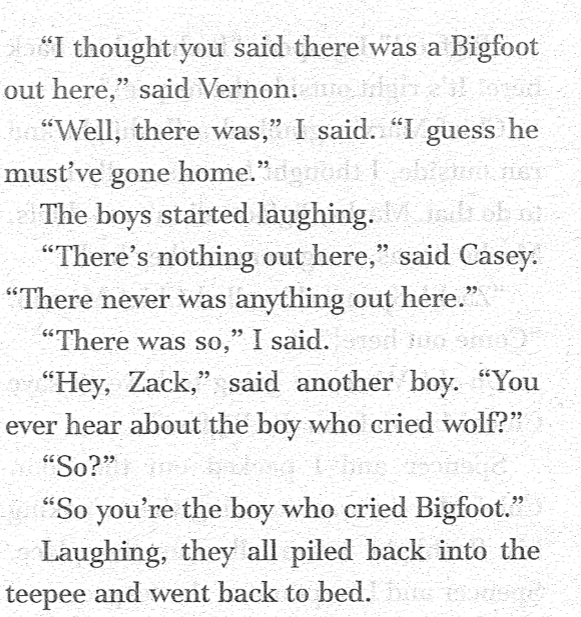 “I thought you said there was a Bigfoot
out here,” said Vernon.
“Well, there was,” I said. “I guess he
must’ve gone home.”
The boys started laughing.
“There’s nothing out here,” said Casey.
“There never was anything out here.”
“There was so,” I said.
“Hey, Zack,” said another boy. “You
ever hear about the boy who cried wolf?”
“So?”
“So you’re the boy who cried Bigfoot.”
Laughing, they all piled back into the
teepee and went back to bed.